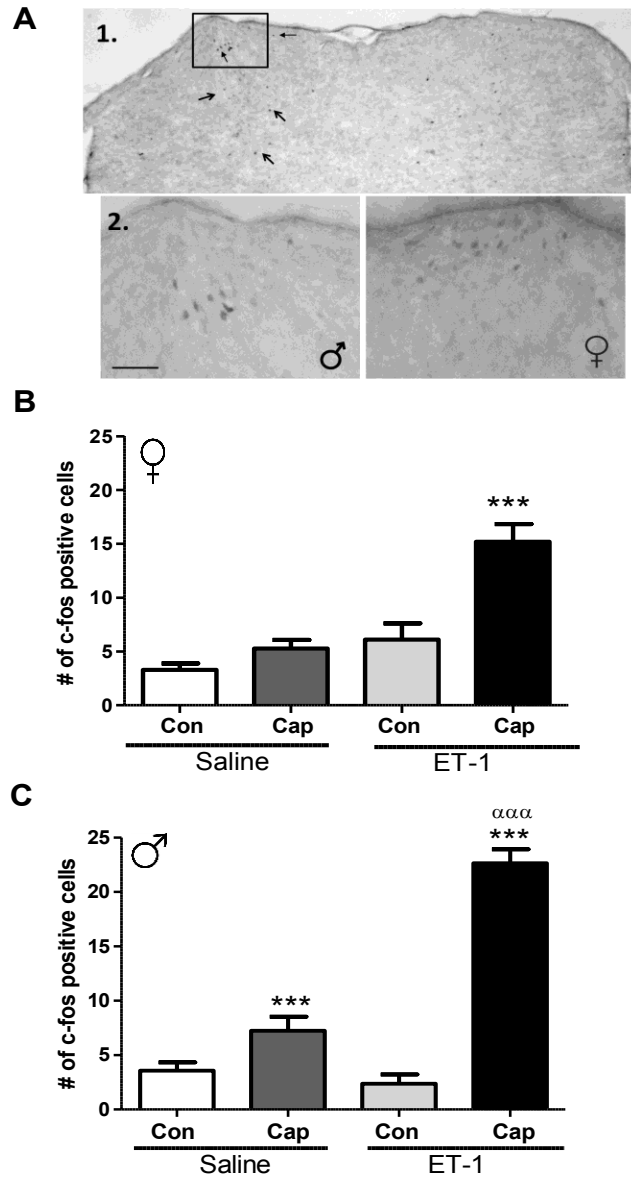 A
1.
2.
♂
♀
B
♀
# of c-fos positive cells
25
20
15
10
5
0
***
Con
Cap
Con
Cap
Saline
ET-1
C
♂
# of c-fos positive cells
25
20
15
10
5
0
***
ααα
***
Con
Cap
Con
Cap
Saline
ET-1